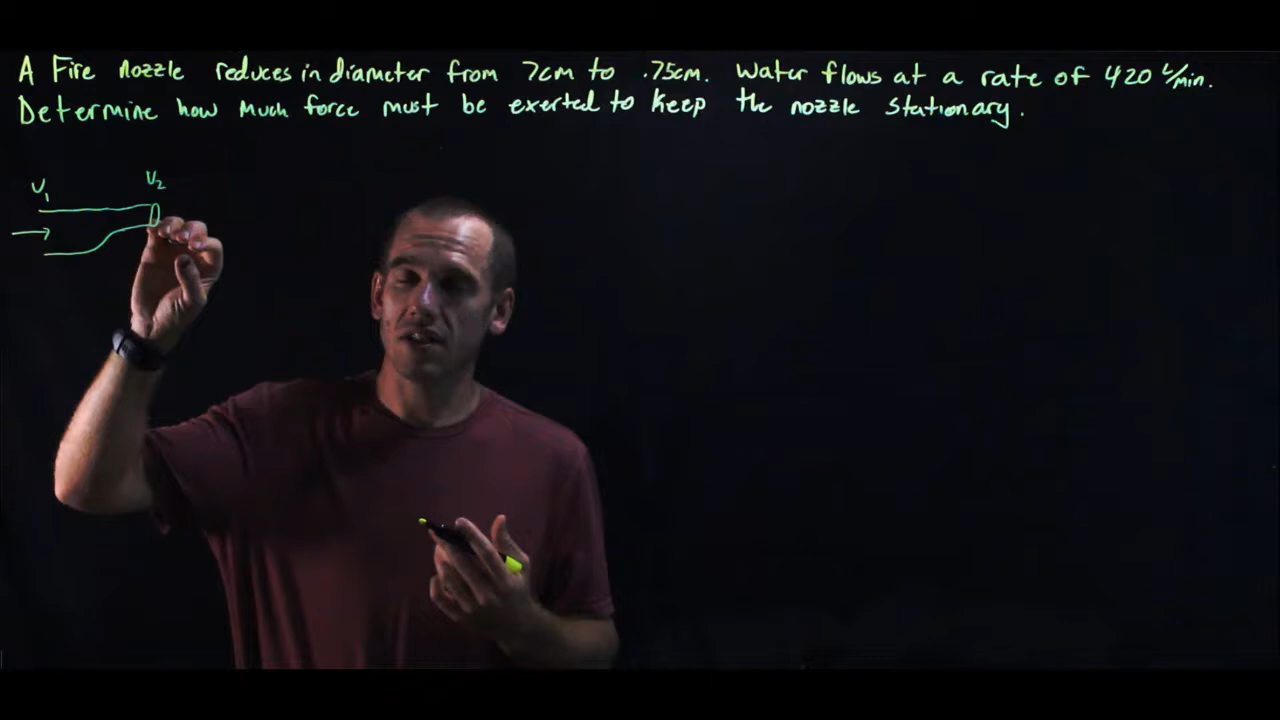 A Fire nozzle reduces in diameter from 7cm to .75cm. Water flows at a rate of 420 L/min.
Determine how much force must be exerted to keep the nozzle stationary.
V₁ V₂